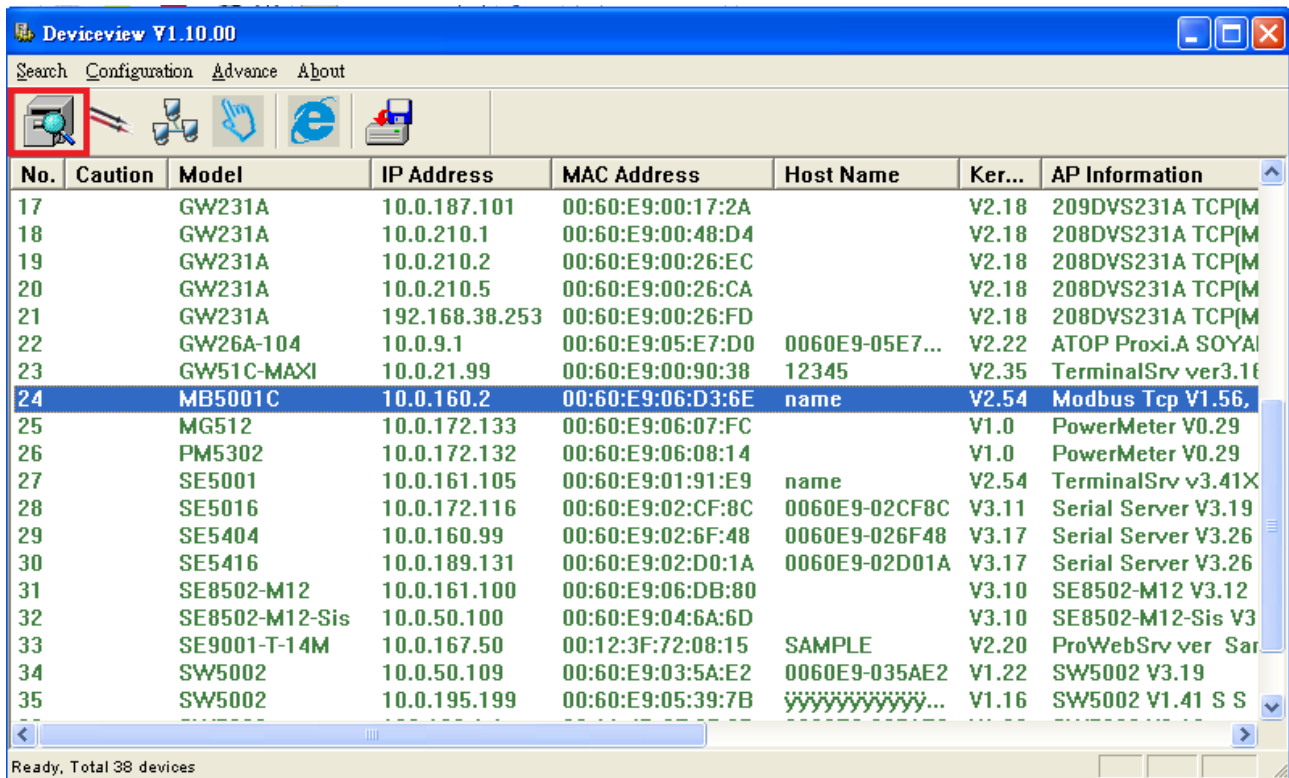 Deviceview V1.10.00
Search Configuration Advance About
No. Caution Model IP Address MAC Address Host Name Ker... AP Information
17 GW231A 10.0.187.101 00:60:E9:00:17:2A V2.18 209DVS231A TCP(M
18 GW231A 10.0.210.1 00:60:E9:00:48:D4 V2.18 208DVS231A TCP(M
19 GW231A 10.0.210.2 00:60:E9:00:26:EC V2.18 208DVS231A TCP(M
20 GW231A 10.0.210.5 00:60:E9:00:26:CA V2.18 208DVS231A TCP(M
21 GW231A 192.168.38.253 00:60:E9:00:26:FD V2.18 208DVS231A TCP(M
22 GW26A-104 10.0.9.1 00:60:E9:05:E7:D0 0060E9-05E7... V2.22 ATOP Proxi.A SOYAL
23 GW51C-MAXI 10.0.21.99 00:60:E9:00:90:38 12345 V2.35 TerminalSrv ver3.16
24 MB5001C 10.0.160.2 00:60:E9:06:D3:6E name V2.54 Modbus Tcp V1.56,
25 MG512 10.0.172.133 00:60:E9:06:07:FC V1.0 PowerMeter V0.29
26 PM5302 10.0.172.132 00:60:E9:06:08:14 V1.0 PowerMeter V0.29
27 SE5001 10.0.161.105 00:60:E9:01:91:E9 name V2.54 TerminalSrv v3.41X
28 SE5016 10.0.172.116 00:60:E9:02:CF:8C 0060E9-02CF8C V3.11 Serial Server V3.19
29 SE5404 10.0.160.99 00:60:E9:02:6F:48 0060E9-026F48 V3.17 Serial Server V3.26
30 SE5416 10.0.189.131 00:60:E9:02:D0:1A 0060E9-02D01A V3.17 Serial Server V3.26
31 SE8502-M12 10.0.161.100 00:60:E9:06:DB:80 V3.10 SE8502-M12 V3.12
32 SE8502-M12-Sis 10.0.50.100 00:60:E9:04:6A:6D V3.10 SE8502-M12-Sis V3
33 SE9001-T-14M 10.0.167.50 00:12:3F:72:08:15 SAMPLE V2.20 ProWebSrv ver Sam
34 SW5002 10.0.50.109 00:60:E9:03:5A:E2 0060E9-035AE2 V1.22 SW5002 V3.19
35 SW5002 10.0.195.199 00:60:E9:05:39:7B ÿÿÿÿÿÿÿÿÿÿÿ... V1.16 SW5002 V1.41 S S
Ready, Total 38 devices